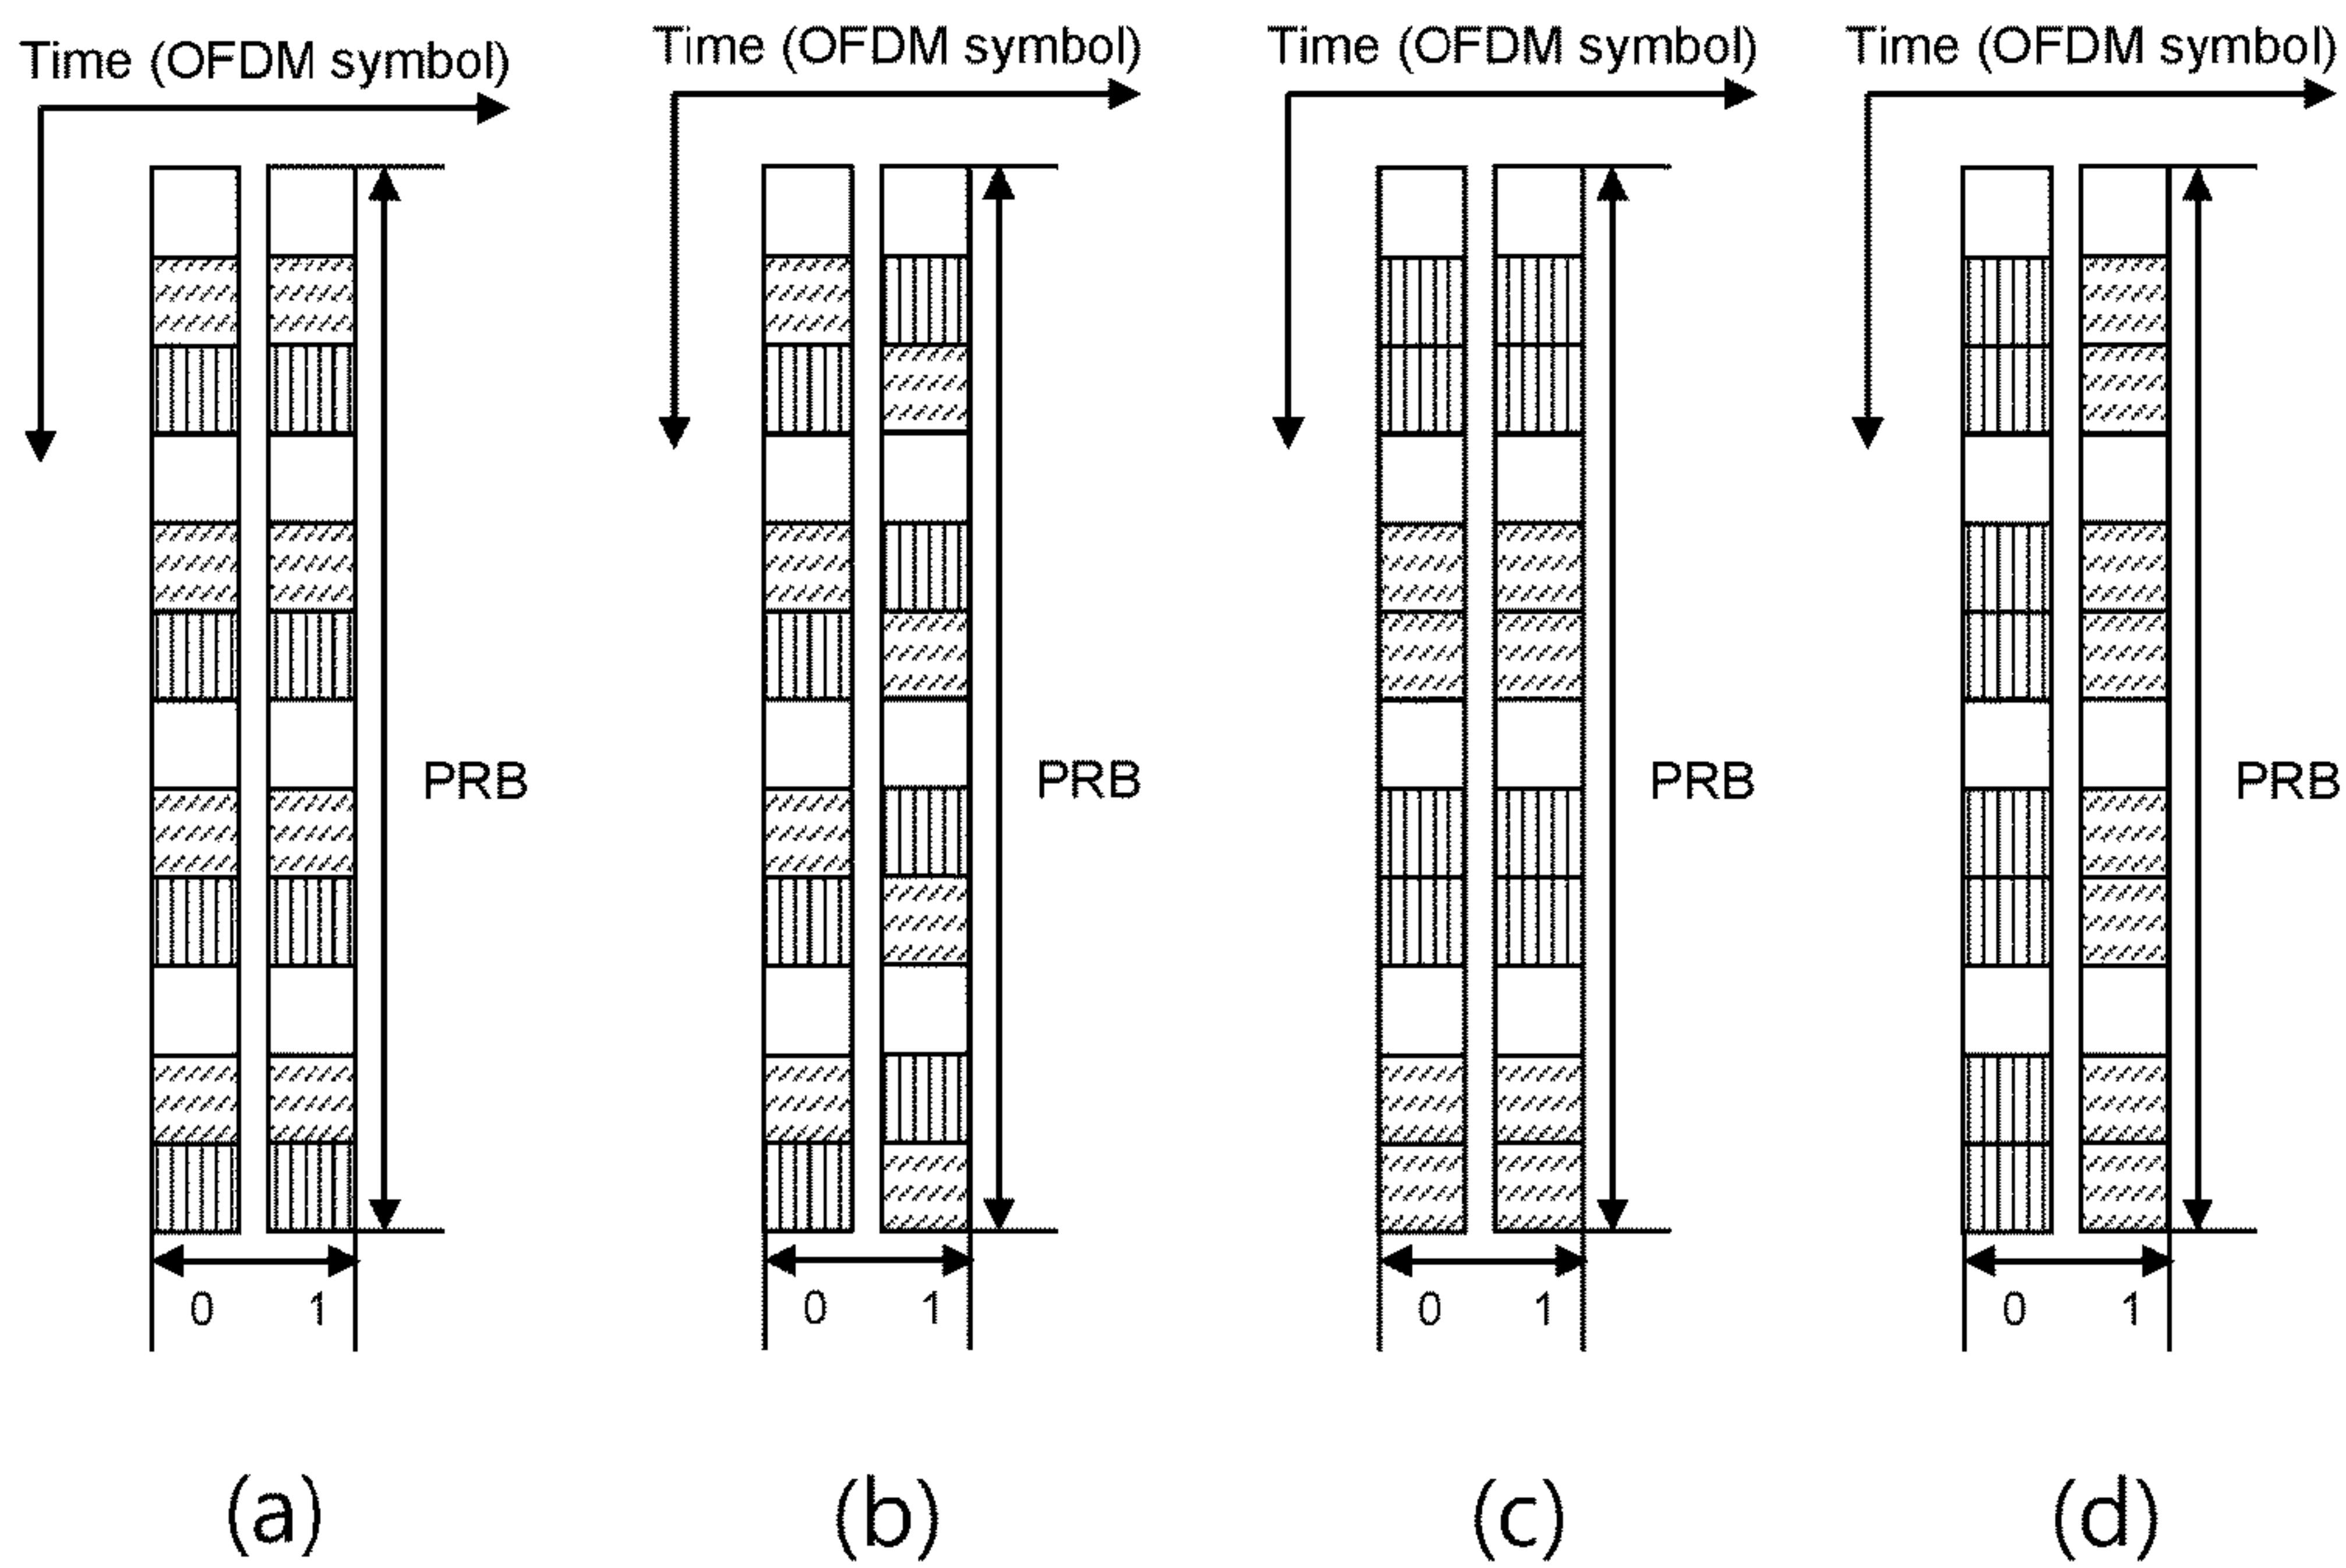 Time (OFDM symbol)
Time (OFDM symbol)
Time (OFDM symbol)
Time (OFDM symbol)
PRB
PRB
PRB
PRB
0 1
0 1
0 1
0 1
(a)
(b)
(c)
(d)